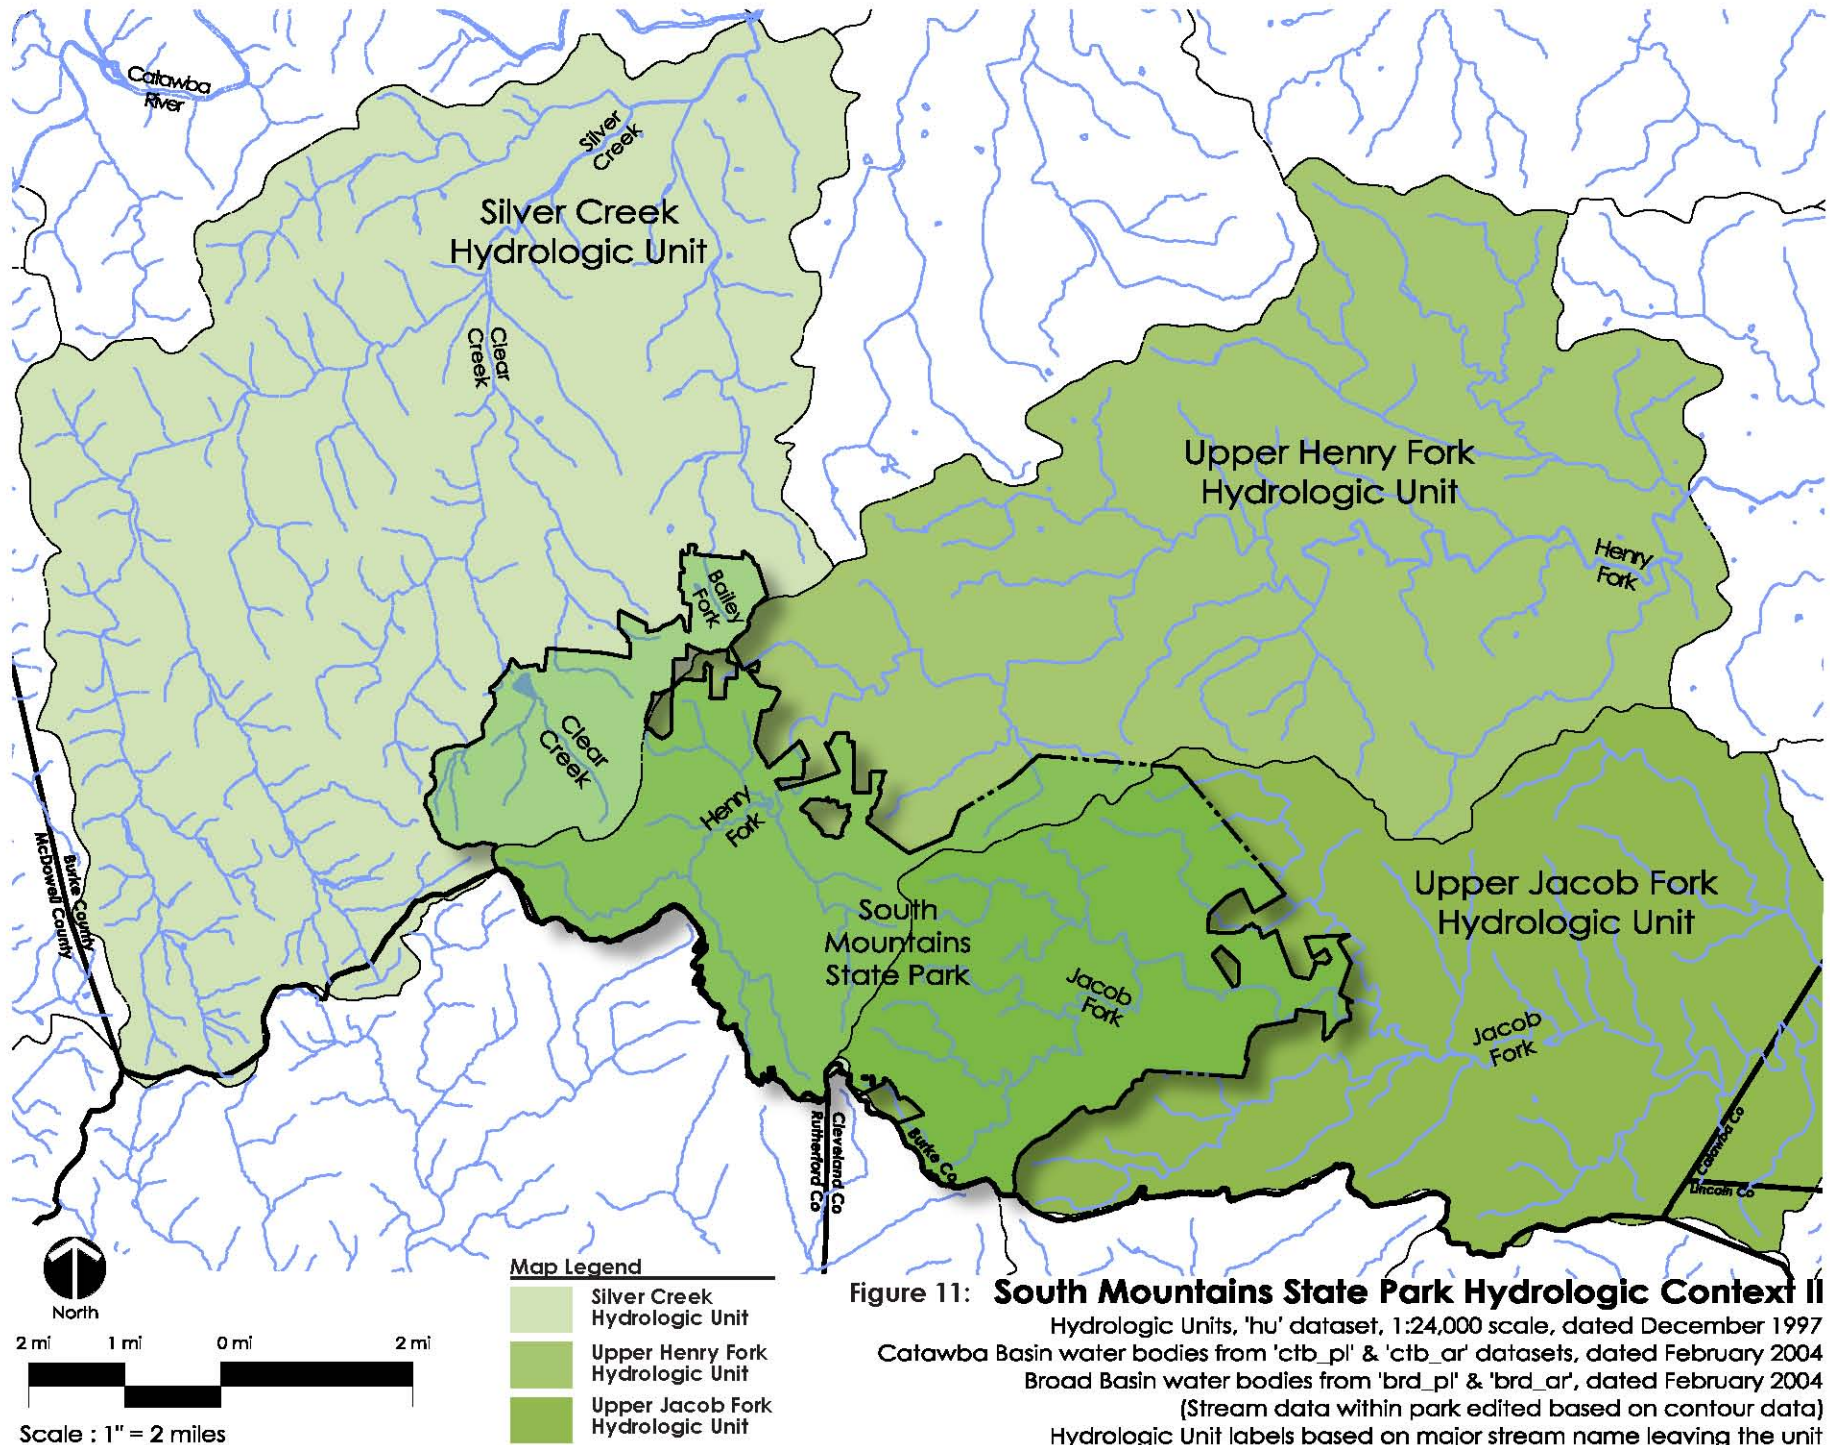 Catawba
River
Silver
Creek
Silver Creek
Hydrologic Unit
Clear
Creek
Upper Henry Fork
Hydrologic Unit
Henry
Fork
Bailey
Fork
Clear
Creek
Henry
Fork
Burke County
McDowell County
South
Mountains
State Park
Jacob
Fork
Upper Jacob Fork
Hydrologic Unit
Jacob
Fork
Cleveland Co
Rutherford Co
Burke Co
Catawba Co
Lincoln Co
North
2 mi 1 mi 0 mi 2 mi
Scale : 1" = 2 miles
Map Legend
Silver Creek
Hydrologic Unit
Upper Henry Fork
Hydrologic Unit
Upper Jacob Fork
Hydrologic Unit
Figure 11: South Mountains State Park Hydrologic Context II
Hydrologic Units, 'hu' dataset, 1:24,000 scale, dated December 1997
Catawba Basin water bodies from 'ctb_pl' & 'ctb_ar' datasets, dated February 2004
Broad Basin water bodies from 'brd_pl' & 'brd_ar', dated February 2004
(Stream data within park edited based on contour data)
Hydrologic Unit labels based on major stream name leaving the unit